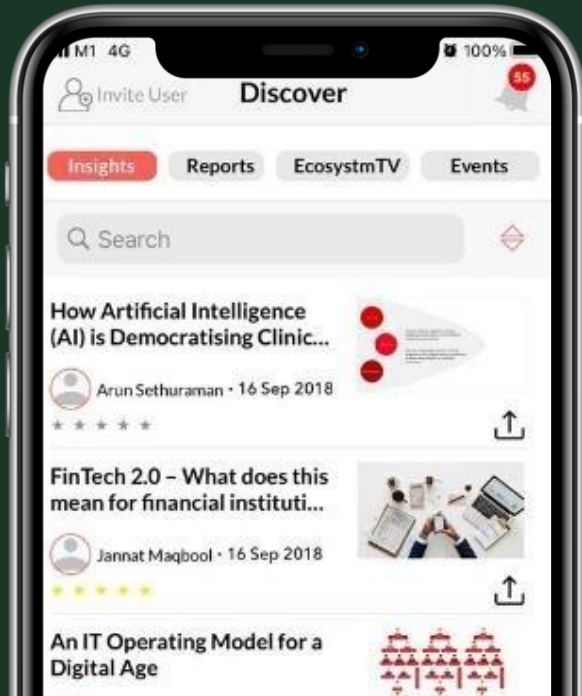 M1 4G
100%
Invite User
Discover
55
Insights
Reports
EcosystmTV
Events
Search
How Artificial Intelligence
(AI) is Democratising Clinic...
Arun Sethuraman · 16 Sep 2018
FinTech 2.0 – What does this
mean for financial instituti...
Jannat Maqbool · 16 Sep 2018
An IT Operating Model for a
Digital Age